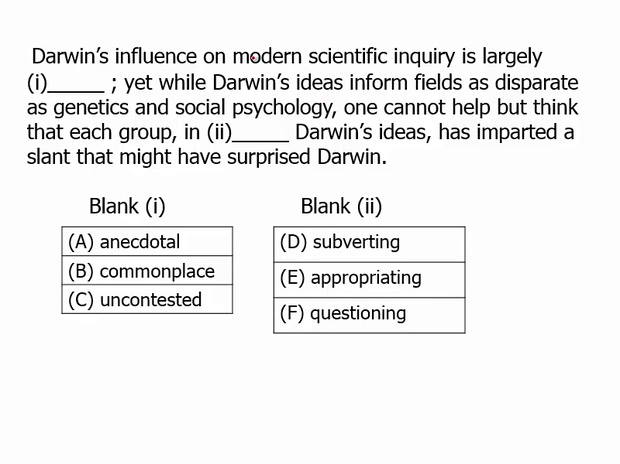 Darwin's influence on modern scientific inquiry is largely
(i)_____ ; yet while Darwin's ideas inform fields as disparate
as genetics and social psychology, one cannot help but think
that each group, in (ii)_____ Darwin's ideas, has imparted a
slant that might have surprised Darwin.
Blank (i) Blank (ii)
(A) anecdotal (D) subverting
(B) commonplace (E) appropriating
(C) uncontested (F) questioning